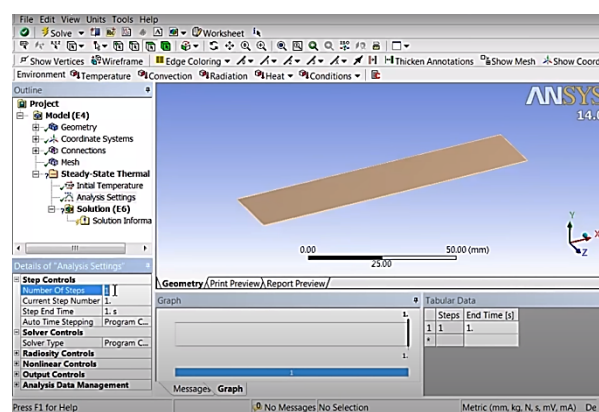 File Edit View Units Tools Help
Solve Worksheet
Show Vertices Wireframe Edge Coloring Thicken Annotations Show Mesh Show Coord
Environment Temperature Convection Radiation Heat Conditions
Outline
Project
Model (E4)
Geometry
Coordinate Systems
Connections
Mesh
Steady-State Thermal
Initial Temperature
Analysis Settings
Solution (E6)
Solution Informa
ANSYS
14.0
0.00 50.00 (mm)
25.00
Y
X
Z
Details of "Analysis Settings"
Step Controls
Number Of Steps 1
Current Step Number 1.
Step End Time 1. s
Auto Time Stepping Program C...
Solver Controls
Solver Type Program C...
Radiosity Controls
Nonlinear Controls
Output Controls
Analysis Data Management
Geometry Print Preview Report Preview
Graph
1.
1.
1
Messages Graph
Tabular Data
Steps End Time [s]
1 1 1.
*
Press F1 for Help No Messages No Selection Metric (mm, kg, N, s, mV, mA) De